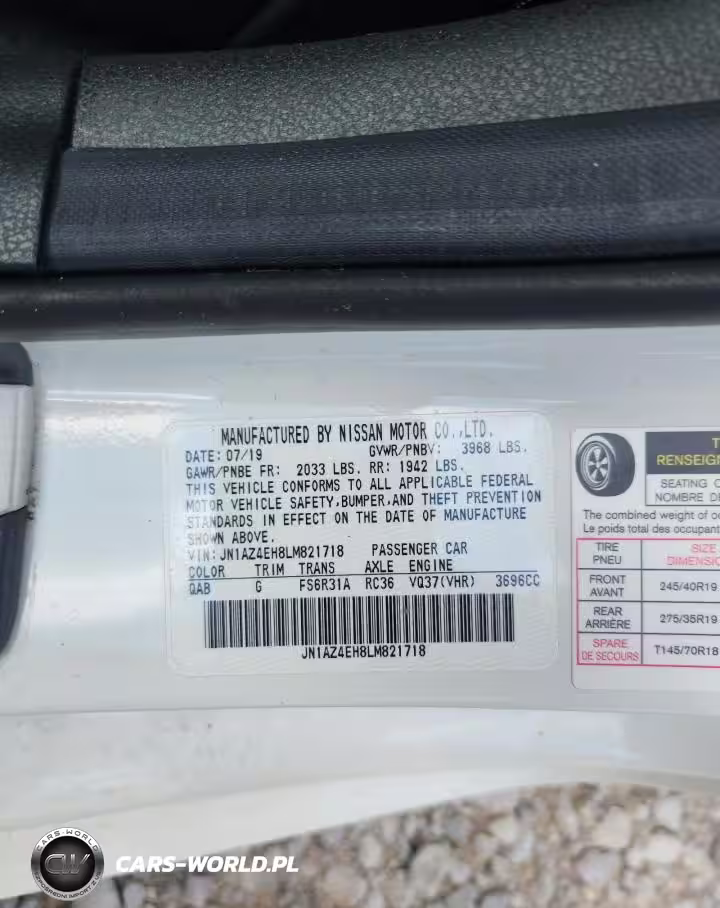 MANUFACTURED BY NISSAN MOTOR CO.,LTD.
DATE: 07/19 GVWR/PNBV: 3968 LBS.
GAWR/PNBE FR: 2033 LBS. RR: 1942 LBS.
THIS VEHICLE CONFORMS TO ALL APPLICABLE FEDERAL
MOTOR VEHICLE SAFETY,BUMPER,AND THEFT PREVENTION
STANDARDS IN EFFECT ON THE DATE OF MANUFACTURE
SHOWN ABOVE.
VIN: JN1AZ4EH8LM821718 PASSENGER CAR
COLOR TRIM TRANS AXLE ENGINE
QAB G FS6R31A RC36 VQ37(VHR) 3696CC
JN1AZ4EH8LM821718
RENSEIGN
SEATING
NOMBRE
The combined weight of
Le poids total des occupant
TIRE SIZE
PNEU DIMENSIO
FRONT
AVANT 245/40R19
REAR
ARRIÈRE 275/35R19
SPARE
DE SECOURS T145/70R18
CARS-WORLD
CW
CARS-WORLD.PL